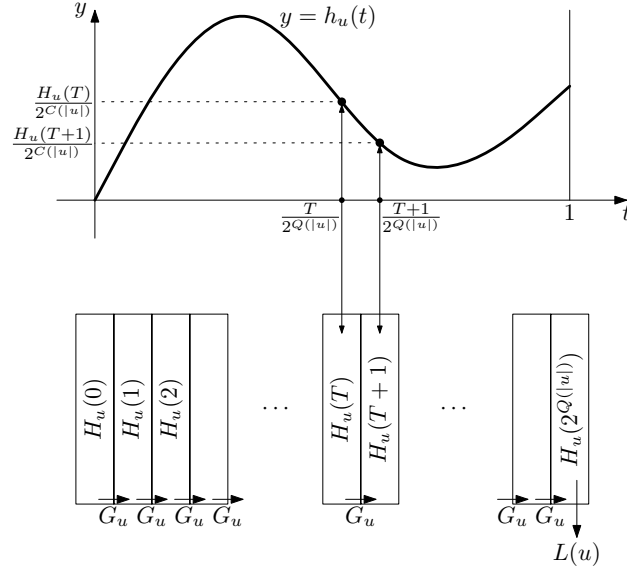 y
y = h_u(t)
H_u(T)
2^{C(|u|)}
H_u(T+1)
2^{C(|u|)}
T
2^{Q(|u|)}
T+1
2^{Q(|u|)}
1
t
H_u(0)
H_u(1)
H_u(2)
...
H_u(T)
H_u(T + 1)
...
H_u(2^{Q(|u|)})
G_u
G_u
G_u
G_u
G_u
G_u
G_u
L(u)